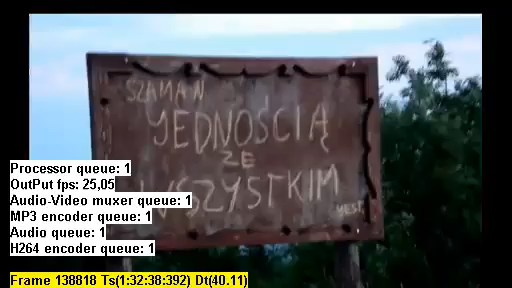 SZAMAN
JEDNOŚCIĄ
ZE
WSZYSTKIM
JEST,
Processor queue: 1
OutPut fps: 25,05
Audio-Video muxer queue: 1
MP3 encoder queue: 1
Audio queue: 1
H264 encoder queue: 1
Frame 138818 Ts(1:32:38:392) Dt(40.11)